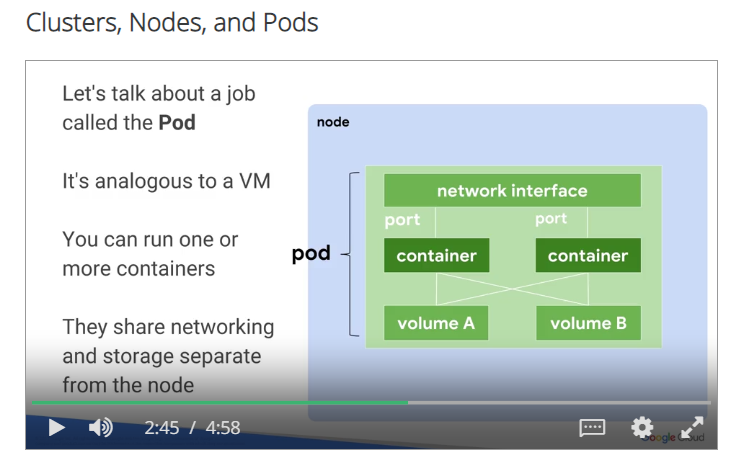 Clusters, Nodes, and Pods
Let's talk about a job
called the Pod
It's analogous to a VM
You can run one or
more containers
They share networking
and storage separate
from the node
node
pod
network interface
port port
container container
volume A volume B
2:45 / 4:58